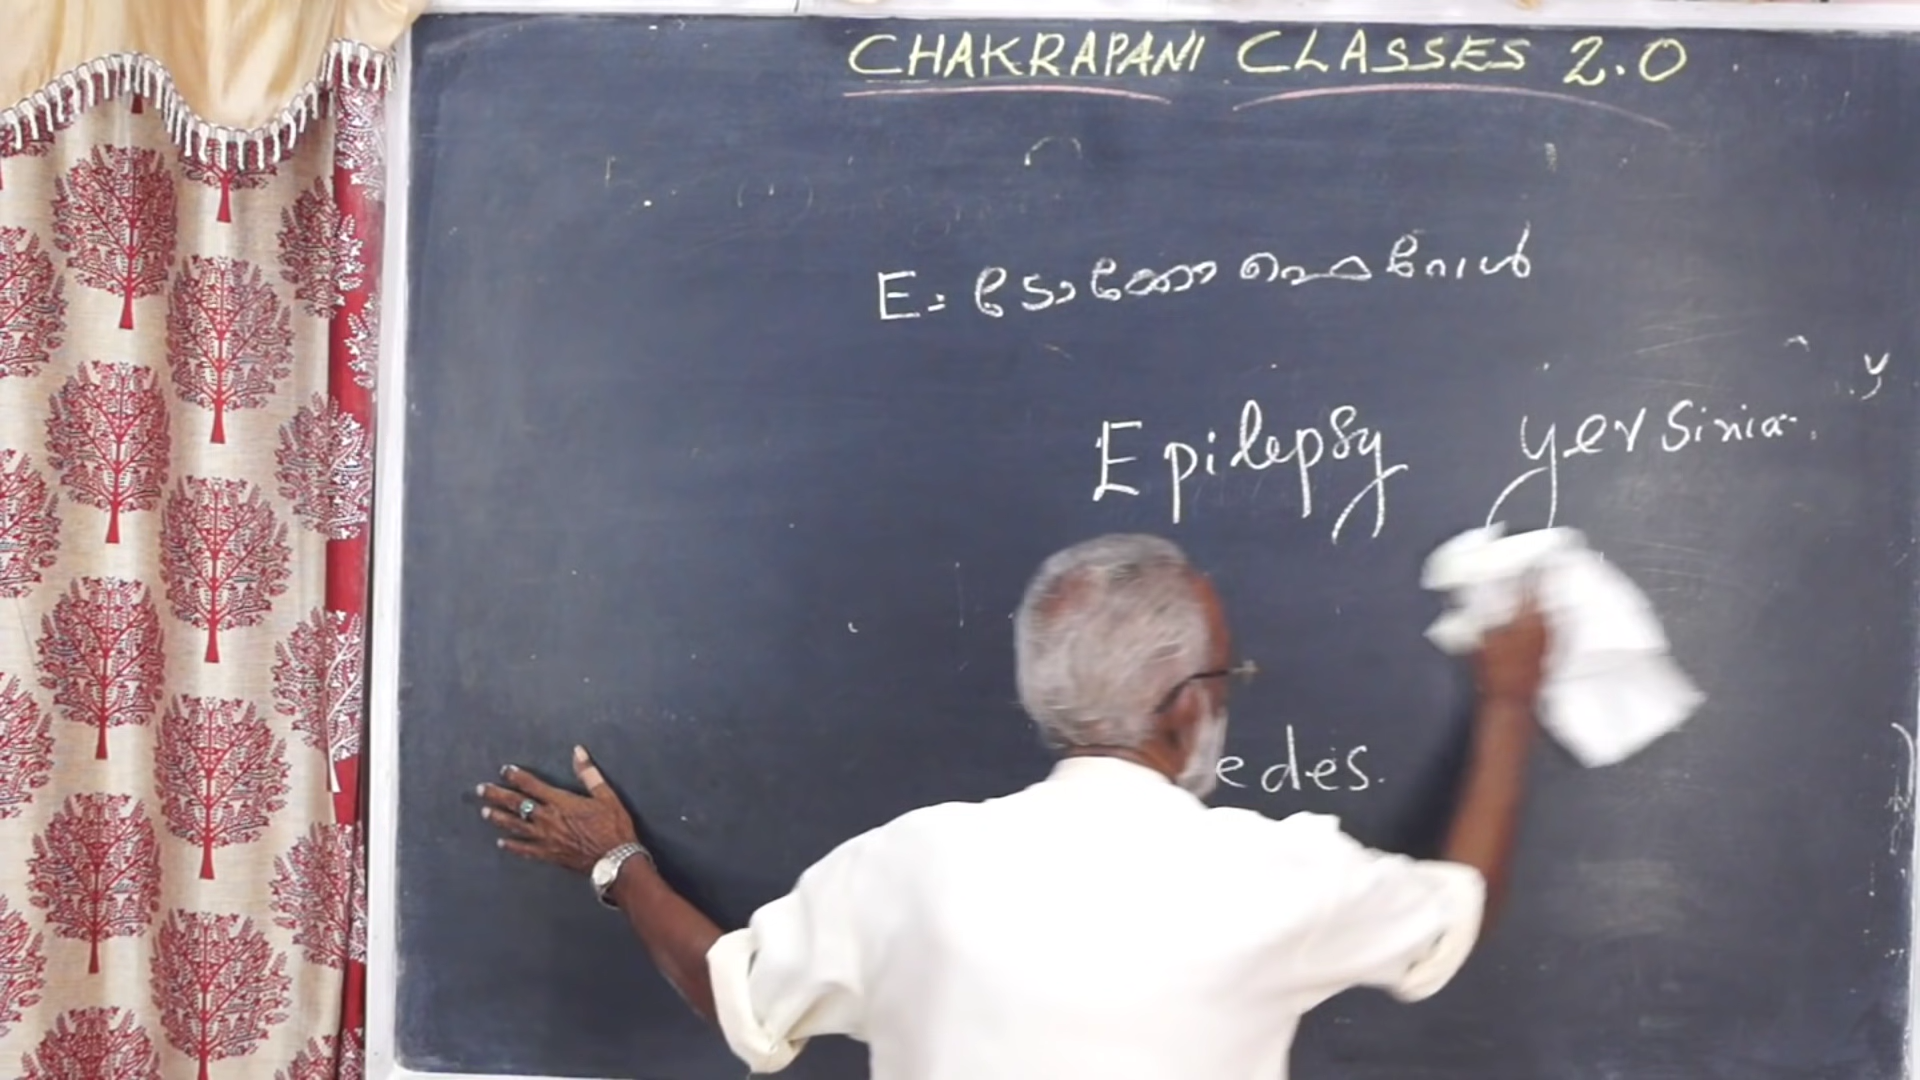 CHAKRAPANI CLASSES 2.0
E = ടോക്കോഫെറോൾ
y
Epilepsy yersinia.
edes.